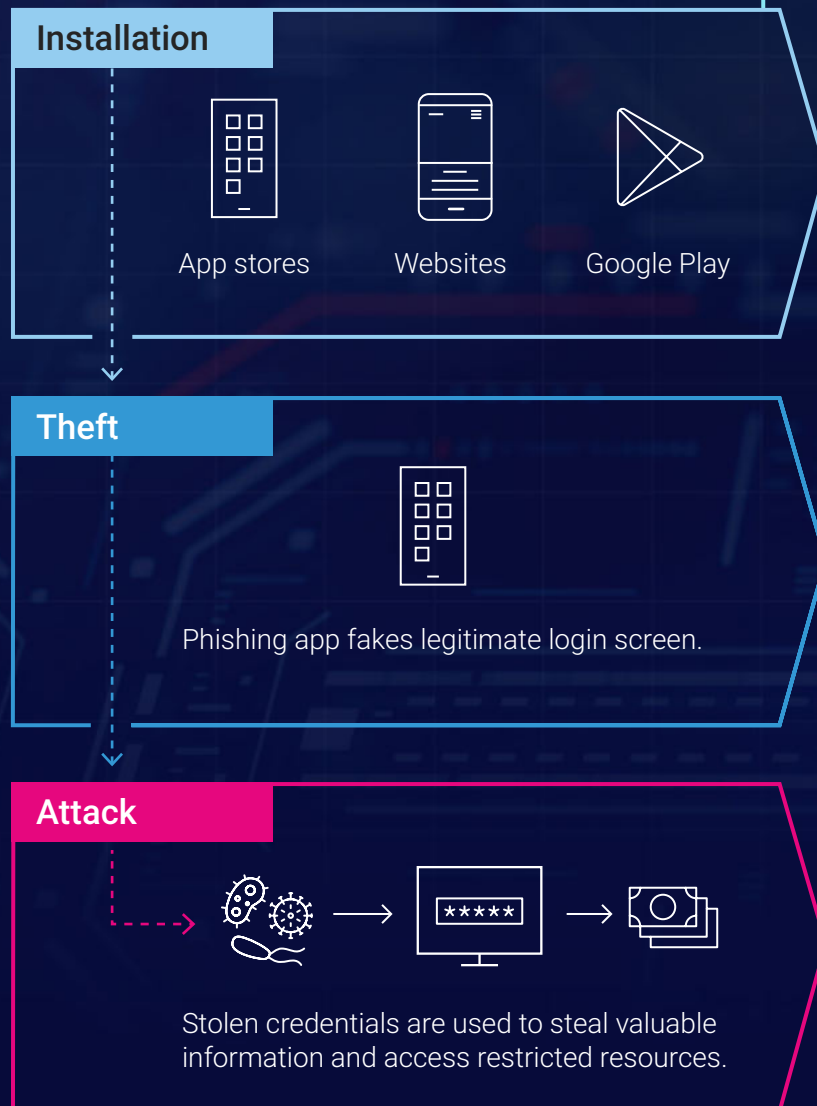 Installation
App stores Websites Google Play
Theft
Phishing app fakes legitimate login screen.
Attack
*****
Stolen credentials are used to steal valuable
information and access restricted resources.